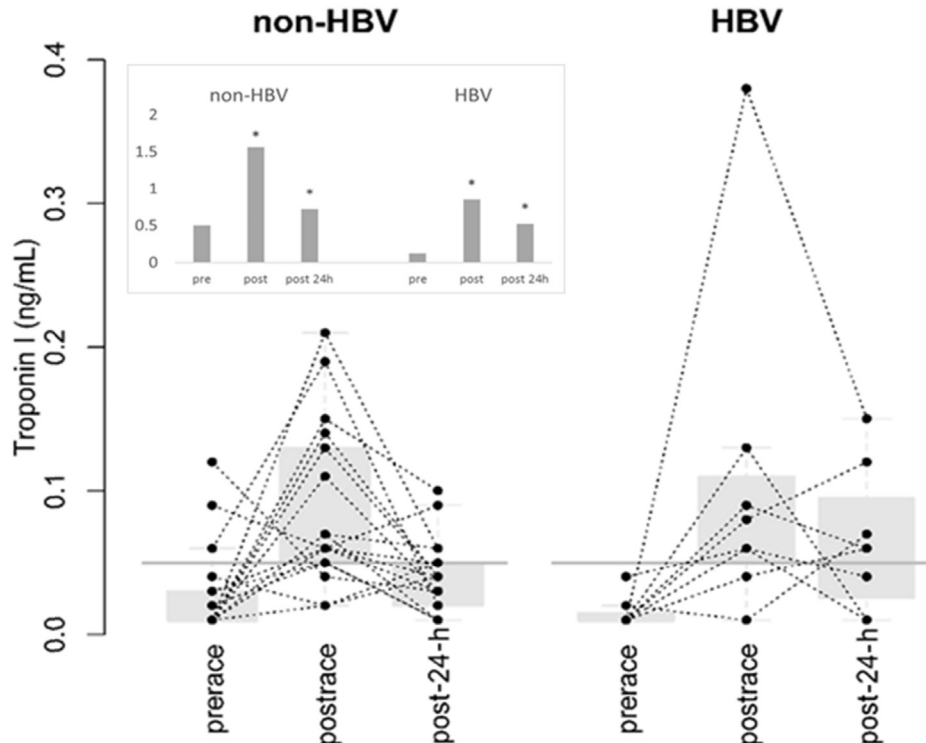 non-HBV HBV
0.4
0.3
0.2
0.1
0.0
Troponin I (ng/mL)
non-HBV HBV
2
1.5
1
0.5
0
* * * *
pre post post 24h pre post post 24h
prerace postrace post-24-h prerace postrace post-24-h